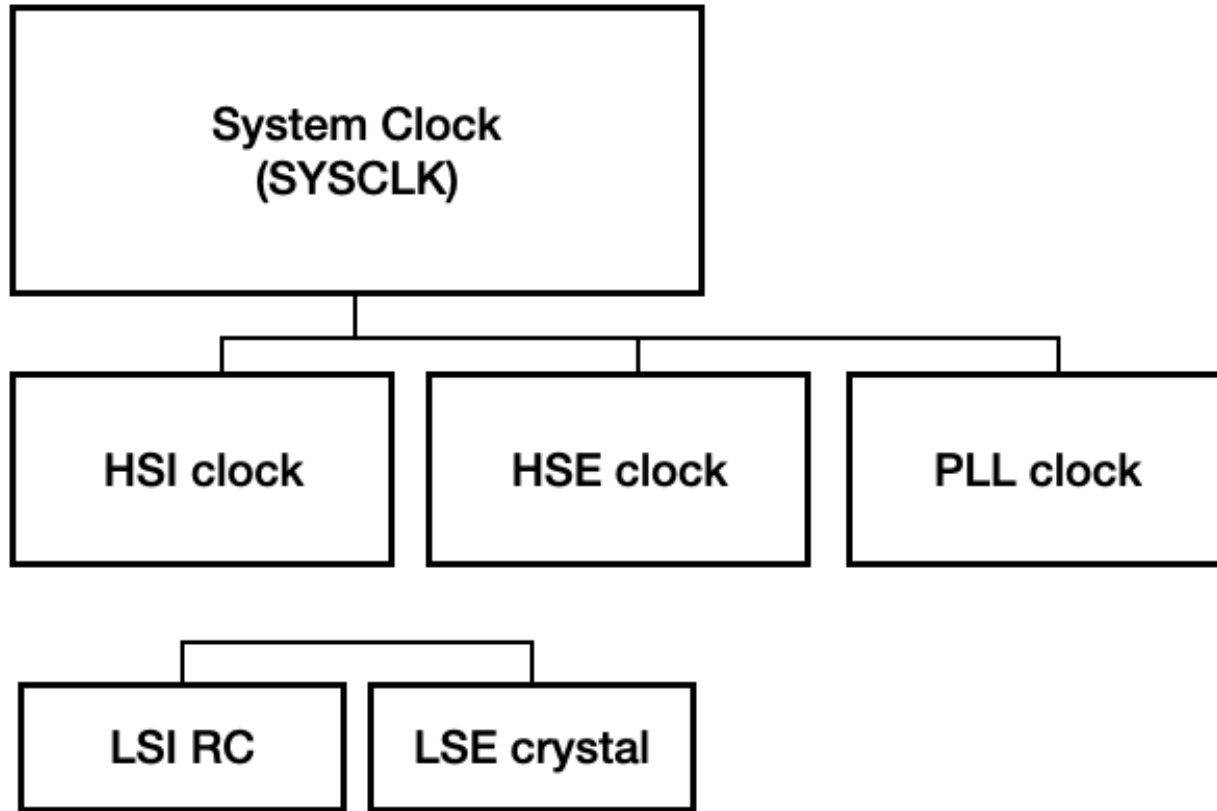 System Clock
(SYSCLK)
HSI clock
HSE clock
PLL clock
LSI RC
LSE crystal